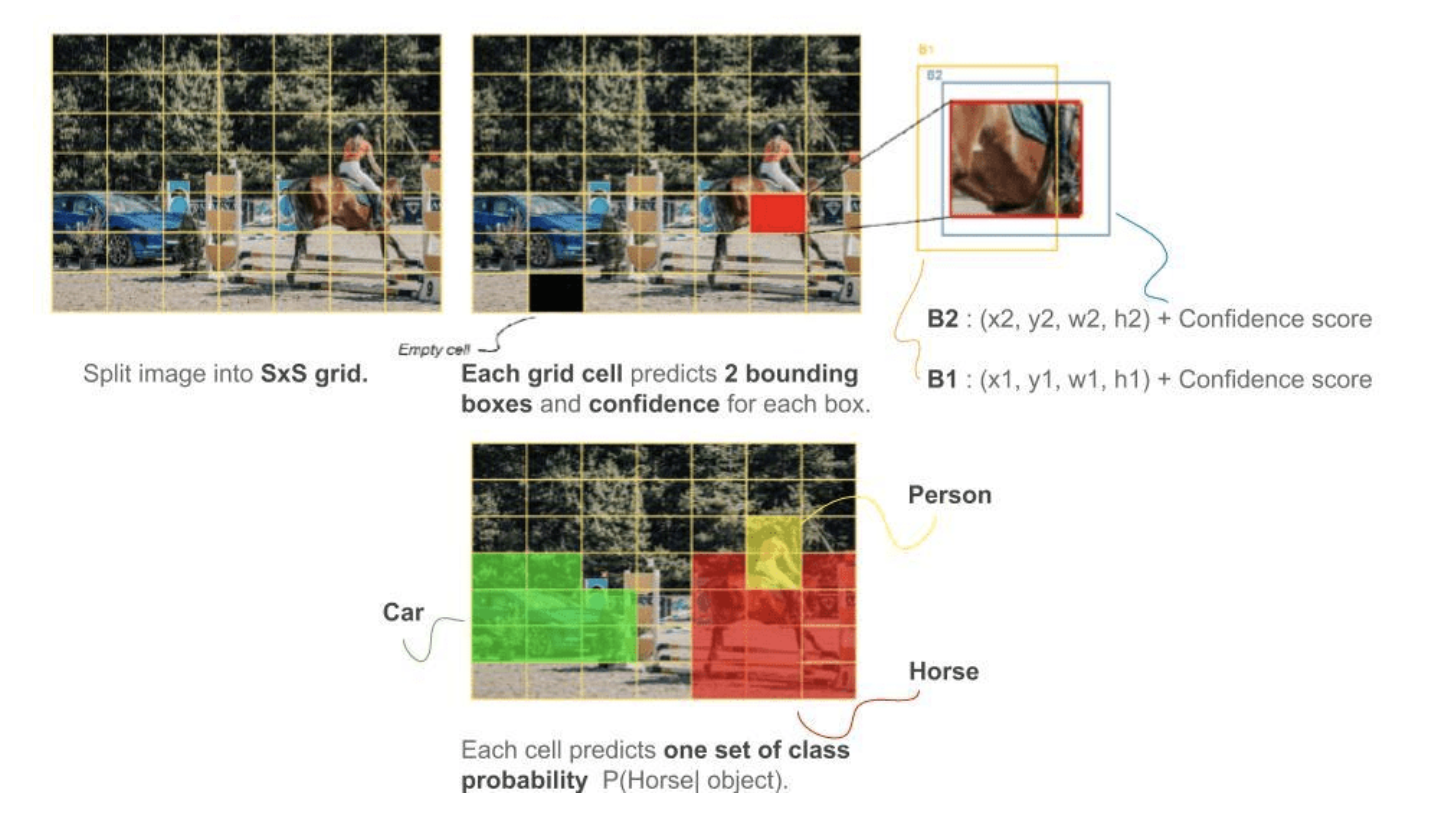 B1
B2
Empty cell
B2 : (x2, y2, w2, h2) + Confidence score
B1 : (x1, y1, w1, h1) + Confidence score
Split image into SxS grid.
Each grid cell predicts 2 bounding
boxes and confidence for each box.
Person
Car
Horse
Each cell predicts one set of class
probability P(Horse| object).